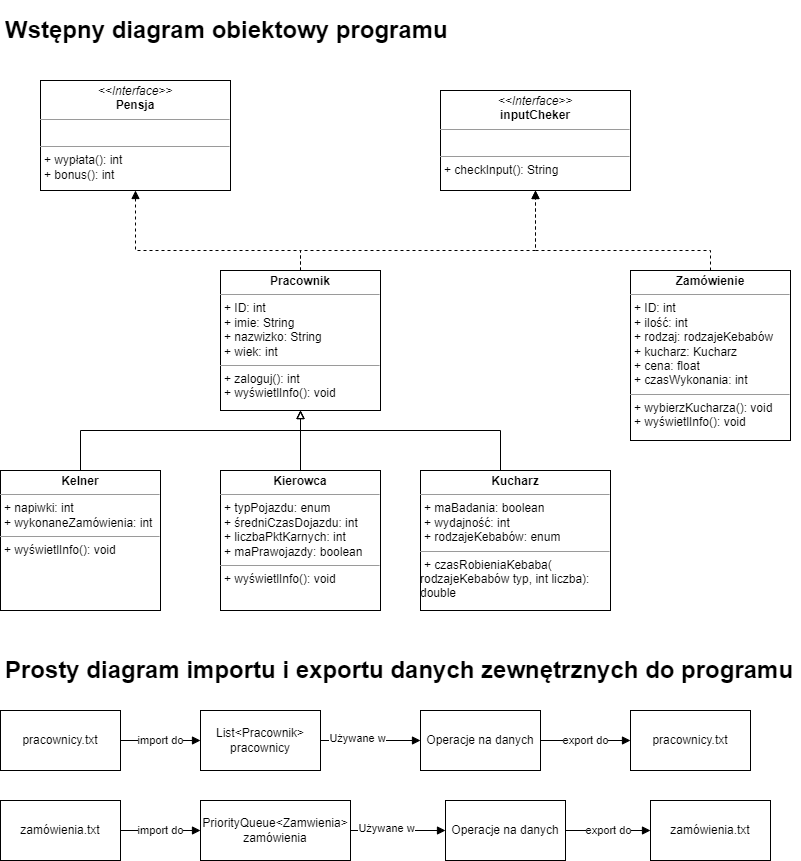 Wstępny diagram obiektowy programu
<<Interface>>
Pensja
+ wypłata(): int
+ bonus(): int
<<Interface>>
inputCheker
+ checkInput(): String
Pracownik
+ ID: int
+ imie: String
+ nazwizko: String
+ wiek: int
+ zaloguj(): int
+ wyświetlInfo(): void
Zamówienie
+ ID: int
+ ilość: int
+ rodzaj: rodzajeKebabów
+ kucharz: Kucharz
+ cena: float
+ czasWykonania: int
+ wybierzKucharza(): void
+ wyświetlInfo(): void
Kelner
+ napiwki: int
+ wykonaneZamówienia: int
+ wyświetlInfo(): void
Kierowca
+ typPojazdu: enum
+ średniCzasDojazdu: int
+ liczbaPktKarnych: int
+ maPrawojazdy: boolean
+ wyświetlInfo(): void
Kucharz
+ maBadania: boolean
+ wydajność: int
+ rodzajeKebabów: enum
+ czasRobieniaKebaba(
rodzajeKebabów typ, int liczba):
double
Prosty diagram importu i exportu danych zewnętrznych do programu
pracownicy.txt
import do
List<Pracownik>
pracownicy
Używane w
Operacje na danych
export do
pracownicy.txt
zamówienia.txt
import do
PriorityQueue<Zamwienia>
zamówienia
Używane w
Operacje na danych
export do
zamówienia.txt